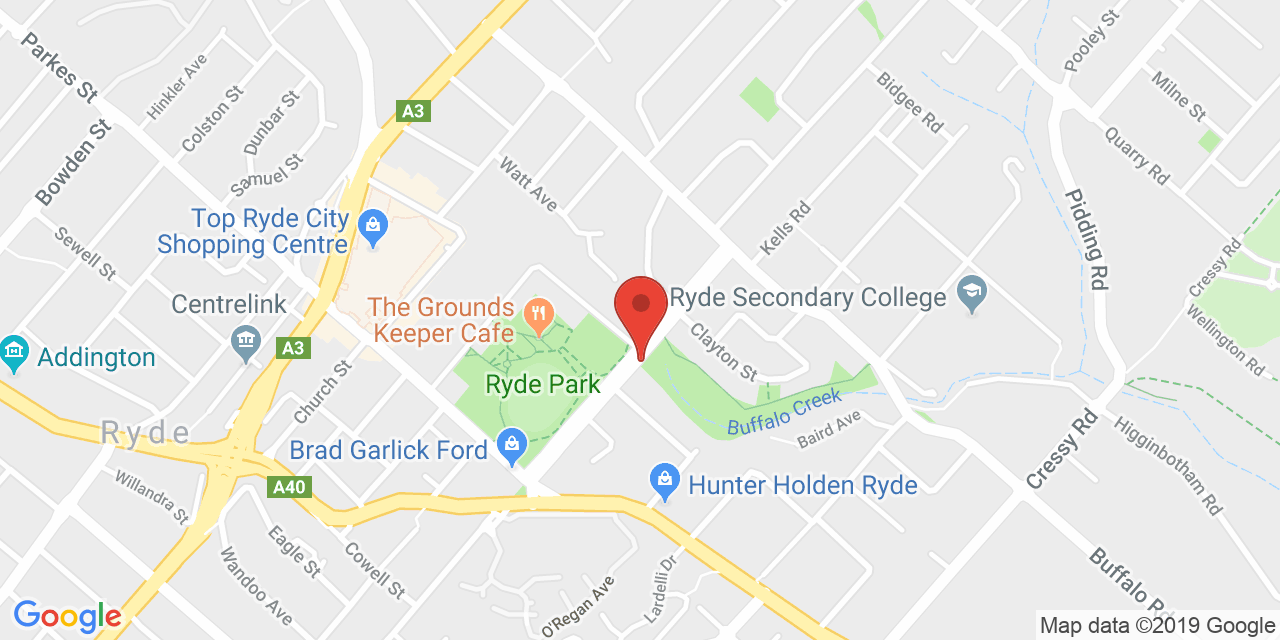 Parkes St
Hinkler Ave
Colston St
Dunbar St
Samuel St
Bowden St
A3
Watt Ave
Bidgee Rd
Pooley St
Milne St
Quarry Rd
Pidding Rd
Kells Rd
Cressy Rd
Wellington Rd
Top Ryde City
Shopping Centre
Sewell St
Centrelink
The Grounds
Keeper Cafe
Ryde Secondary College
Clayton St
Addington
A3
Church St
Ryde Park
Buffalo Creek
Baird Ave
Ryde
Brad Garlick Ford
Hunter Holden Ryde
A40
Willandra St
Eagle St
Wandoo Ave
Cowell St
O'Regan Ave
Lardelli Dr
Cressy Rd
Higginbotham Rd
Buffalo Rd
Google
Map data ©2019 Google